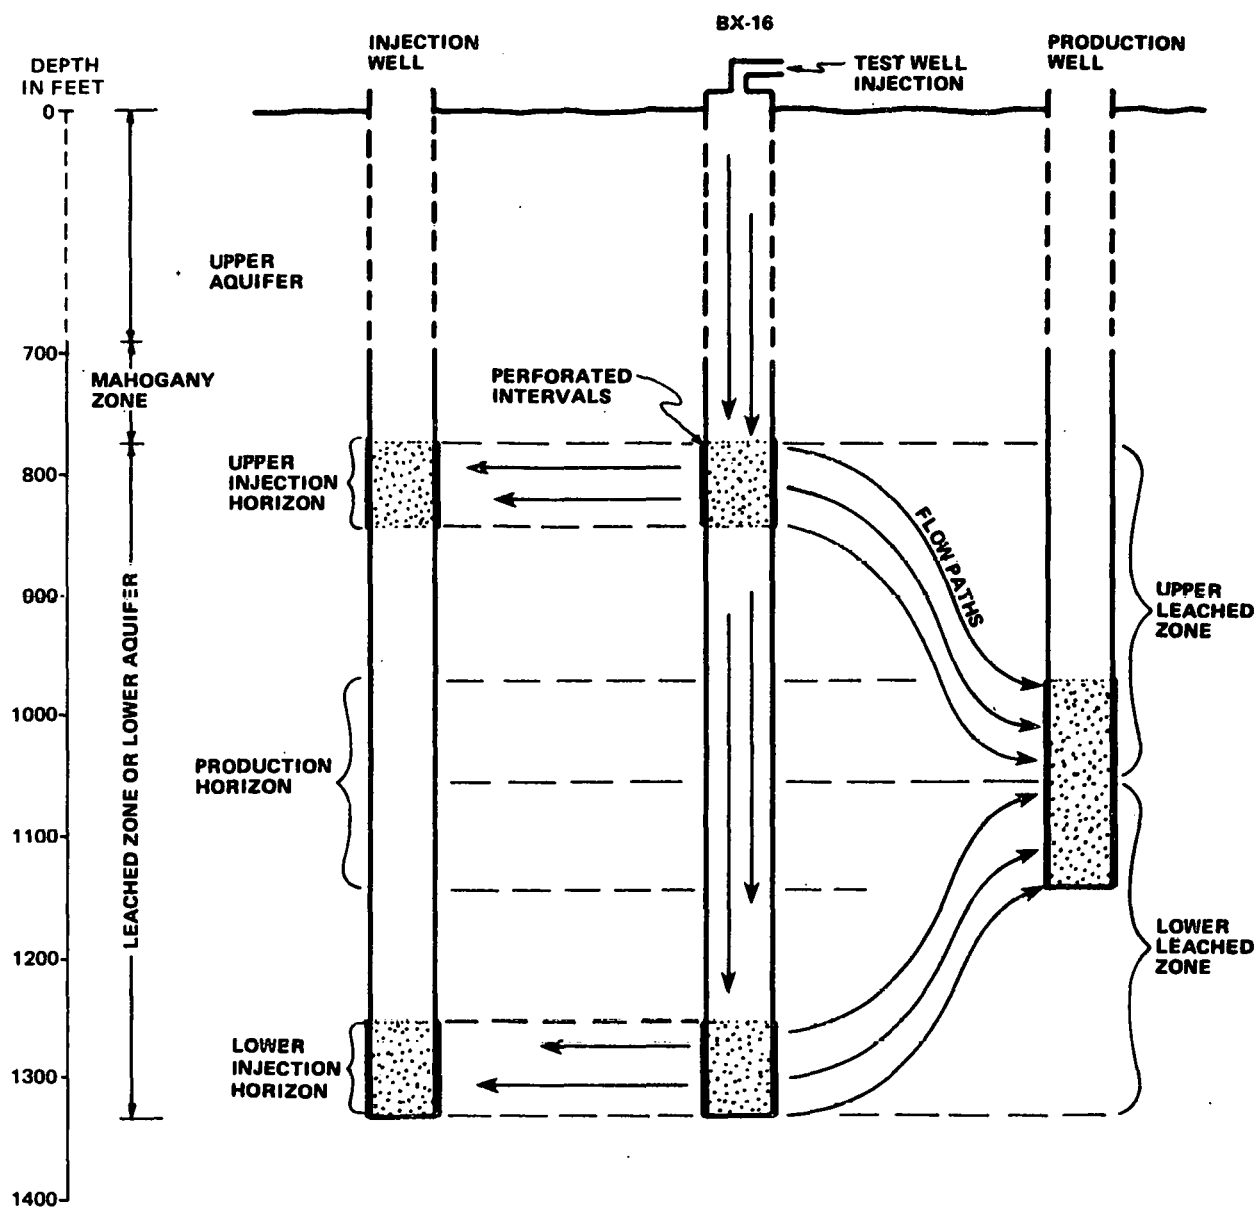 BX-16
INJECTION
WELL
PRODUCTION
WELL
DEPTH
IN FEET
TEST WELL
INJECTION
0
UPPER
AQUIFER
700
MAHOGANY
ZONE
PERFORATED
INTERVALS
UPPER
INJECTION
HORIZON
800
FLOW PATHS
900
UPPER
LEACHED
ZONE
LEACHED ZONE OR LOWER AQUIFER
1000
PRODUCTION
HORIZON
1100
1200
LOWER
LEACHED
ZONE
LOWER
INJECTION
HORIZON
1300
1400